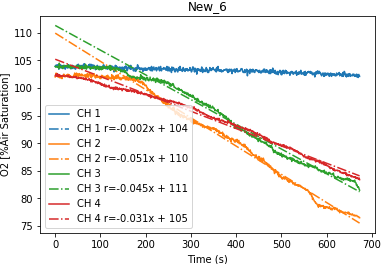 New_6
O2 [%Air Saturation]
110
105
100
95
90
85
80
75
CH 1
CH 1 r=-0.002x + 104
CH 2
CH 2 r=-0.051x + 110
CH 3
CH 3 r=-0.045x + 111
CH 4
CH 4 r=-0.031x + 105
0 100 200 300 400 500 600 700
Time (s)